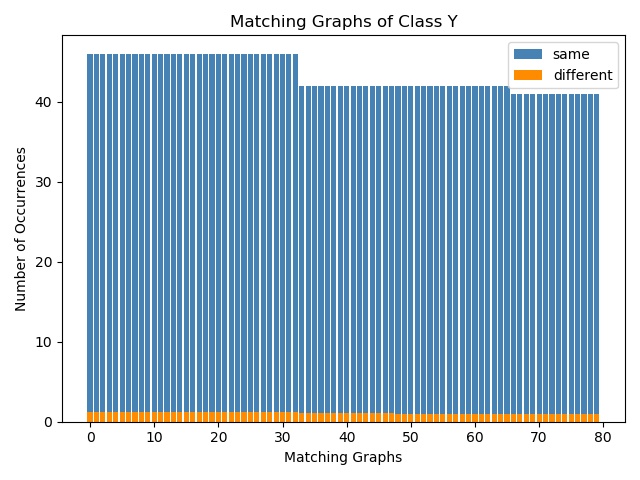 Matching Graphs of Class Y
same
different
Number of Occurrences
40
30
20
10
0
0 10 20 30 40 50 60 70 80
Matching Graphs